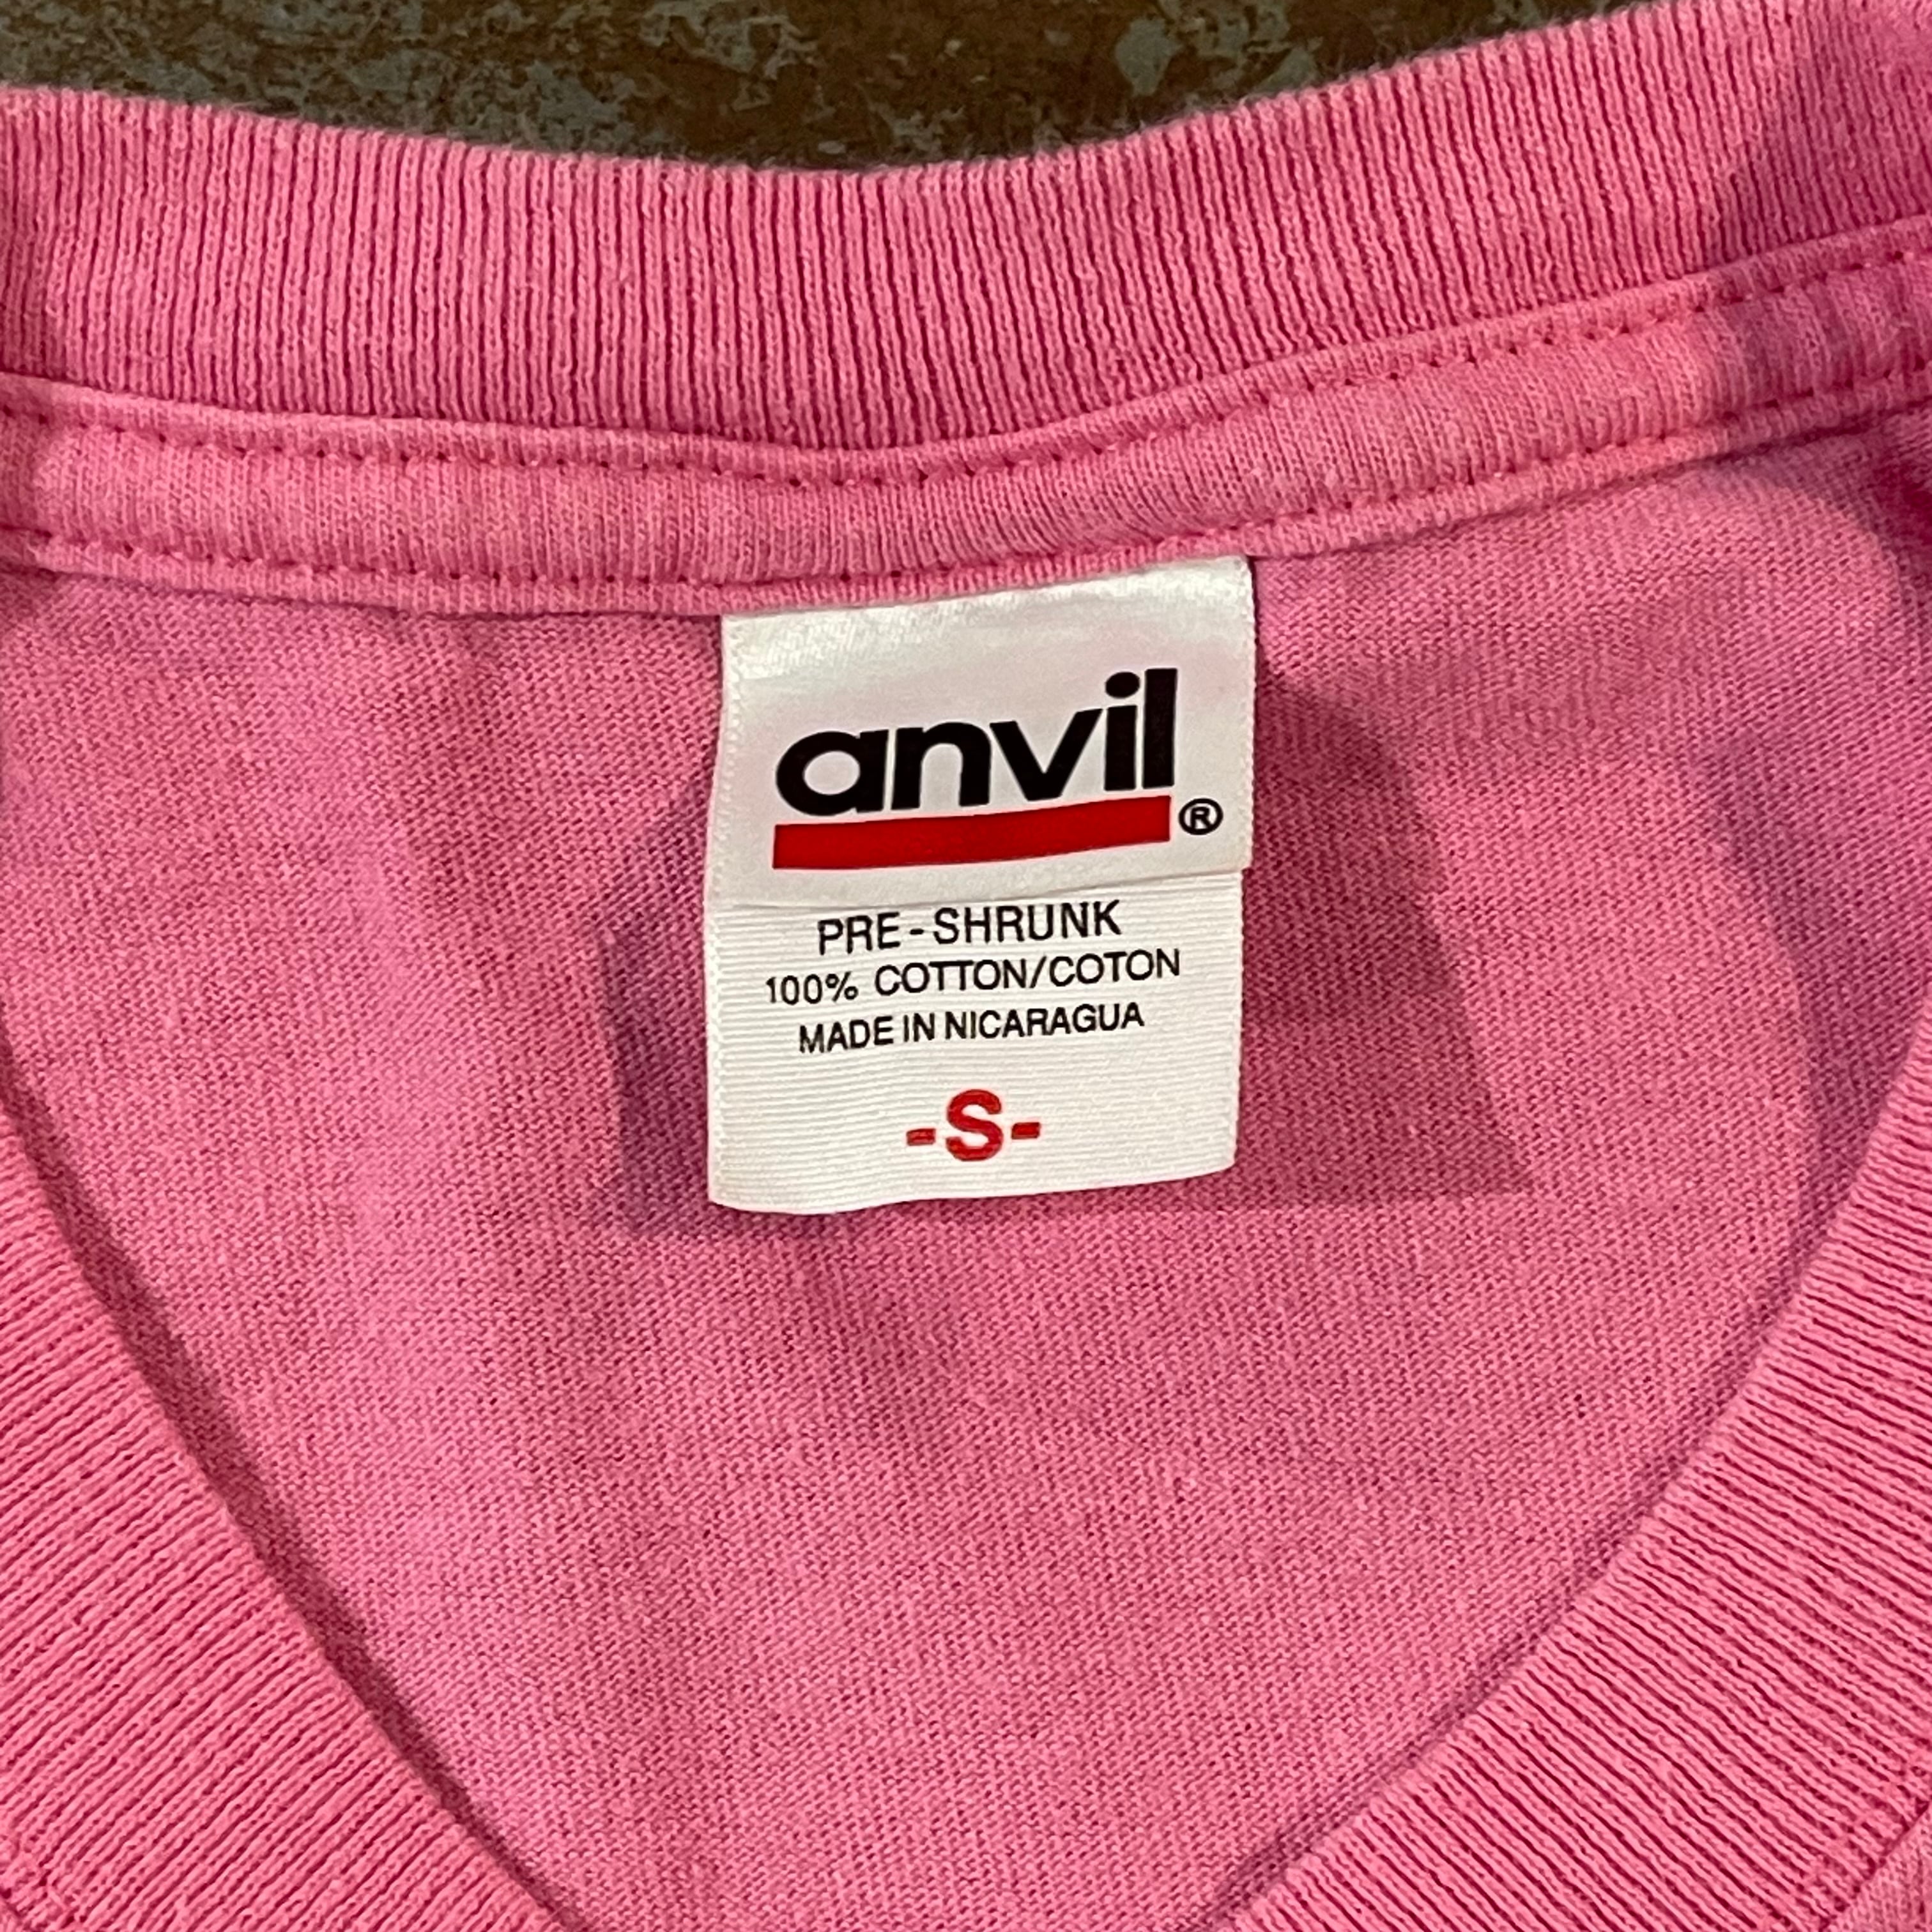 anvil®
PRE-SHRUNK
100% COTTON/COTON
MADE IN NICARAGUA
-S-